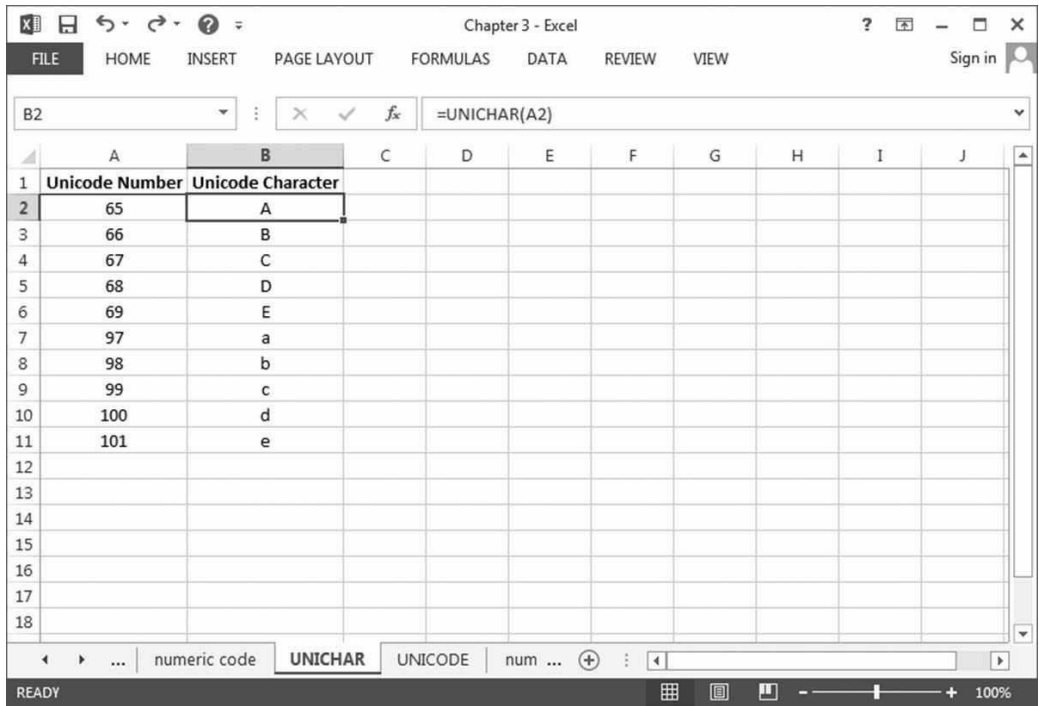 Chapter 3 - Excel
FILE HOME INSERT PAGE LAYOUT FORMULAS DATA REVIEW VIEW Sign in
B2 fx =UNICHAR(A2)
A B C D E F G H I J
1 Unicode Number Unicode Character
2 65 A
3 66 B
4 67 C
5 68 D
6 69 E
7 97 a
8 98 b
9 99 c
10 100 d
11 101 e
12
13
14
15
16
17
18
... numeric code UNICHAR UNICODE num ...
READY 100%